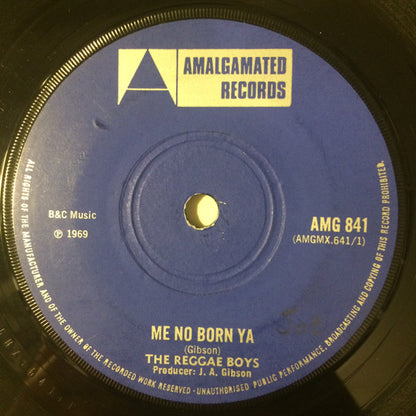 A
AMALGAMATED
RECORDS
B&C Music
℗ 1969
AMG 841
(AMGMX.641/1)
ME NO BORN YA
(Gibson)
THE REGGAE BOYS
Producer: J. A. Gibson
ALL RIGHTS OF THE MANUFACTURER AND OF THE OWNER OF THE RECORDED WORK RESERVED - UNAUTHORISED PUBLIC PERFORMANCE, BROADCASTING AND COPYING OF THIS RECORD PROHIBITED.